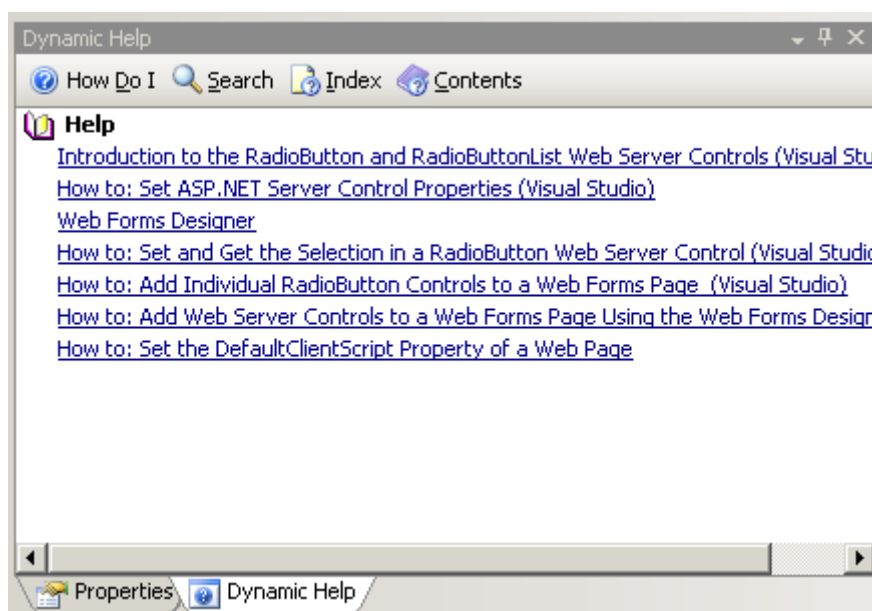 Dynamic Help
How Do I Search Index Contents
Help
Introduction to the RadioButton and RadioButtonList Web Server Controls (Visual Stu
How to: Set ASP.NET Server Control Properties (Visual Studio)
Web Forms Designer
How to: Set and Get the Selection in a RadioButton Web Server Control (Visual Studio
How to: Add Individual RadioButton Controls to a Web Forms Page (Visual Studio)
How to: Add Web Server Controls to a Web Forms Page Using the Web Forms Design
How to: Set the DefaultClientScript Property of a Web Page
Properties Dynamic Help